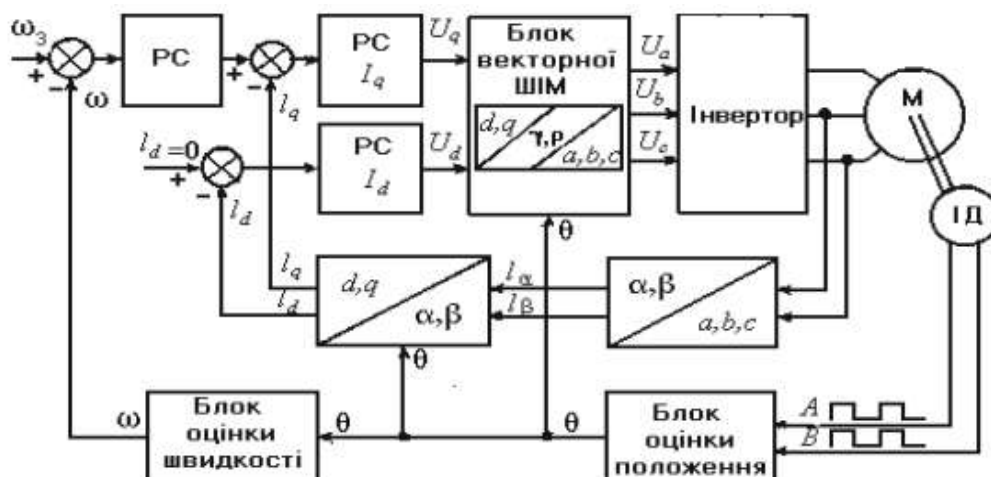 ω₃
+
-
ω
РС
+
-
l_q
РС
I_q
U_q
Блок
векторної
ШІМ
d,q
γ,ρ
a,b,c
U_a
U_b
U_c
Інвертор
М
l_d=0
+
-
l_d
РС
I_d
U_d
ІД
θ
l_q
l_d
d,q
α,β
l_α
l_β
α,β
a,b,c
θ
ω
Блок
оцінки
швидкості
θ
θ
Блок
оцінки
положення
A
B